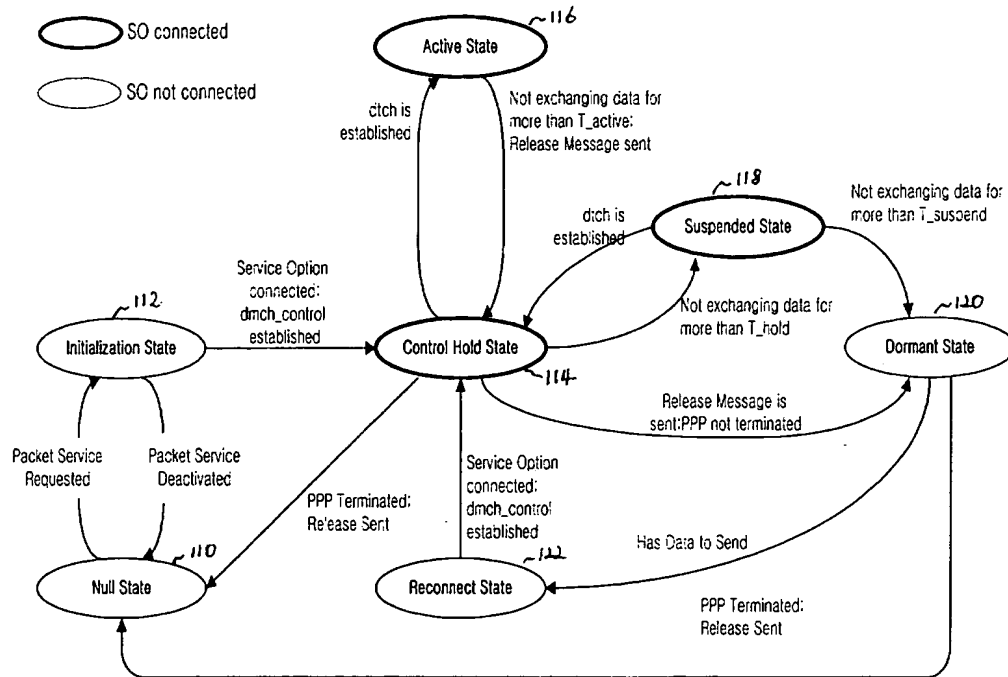 SO connected
SO not connected
116
Active State
dtch is
established
Not exchanging data for
more than T_active;
Release Message sent
118
Suspended State
dtch is
established
Not exchanging data for
more than T_suspend
Not exchanging data for
more than T_hold
120
Dormant State
112
Initialization State
Service Option
connected;
dmch_control
established
Control Hold State
114
Release Message is
sent;PPP not terminated
Packet Service
Requested
Packet Service
Deactivated
PPP Terminated;
Release Sent
Service Option
connected;
dmch_control
established
Has Data to Send
110
Null State
122
Reconnect State
PPP Terminated;
Release Sent